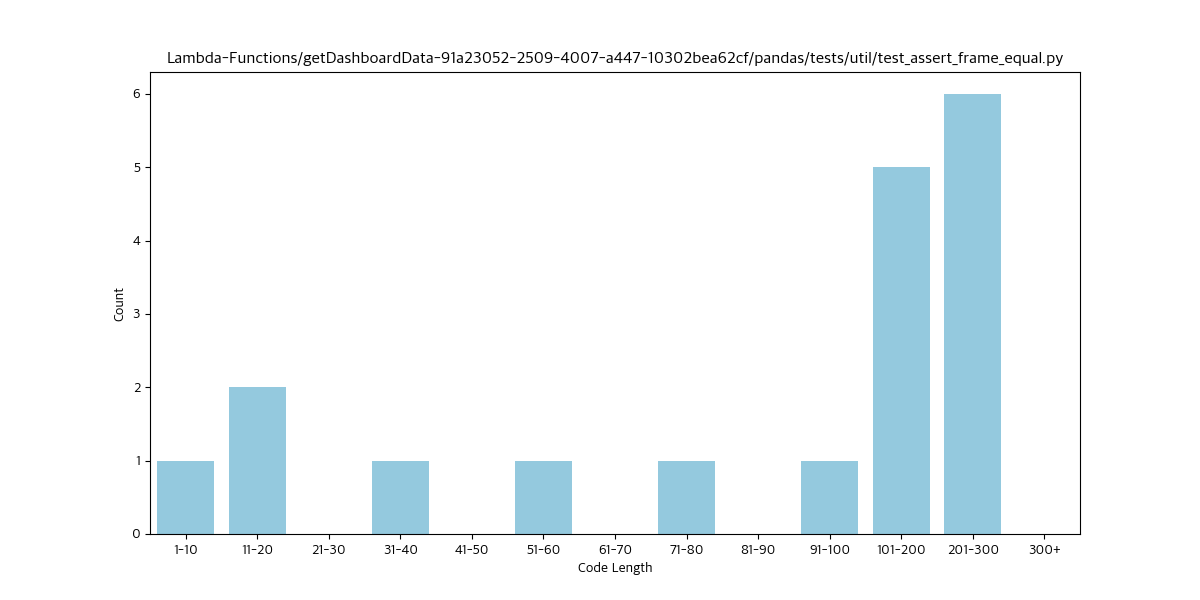 Lambda-Functions/getDashboardData-91a23052-2509-4007-a447-10302bea62cf/pandas/tests/util/test_assert_frame_equal.py
6
5
4
3
2
1
0
Count
1-10 11-20 21-30 31-40 41-50 51-60 61-70 71-80 81-90 91-100 101-200 201-300 300+
Code Length